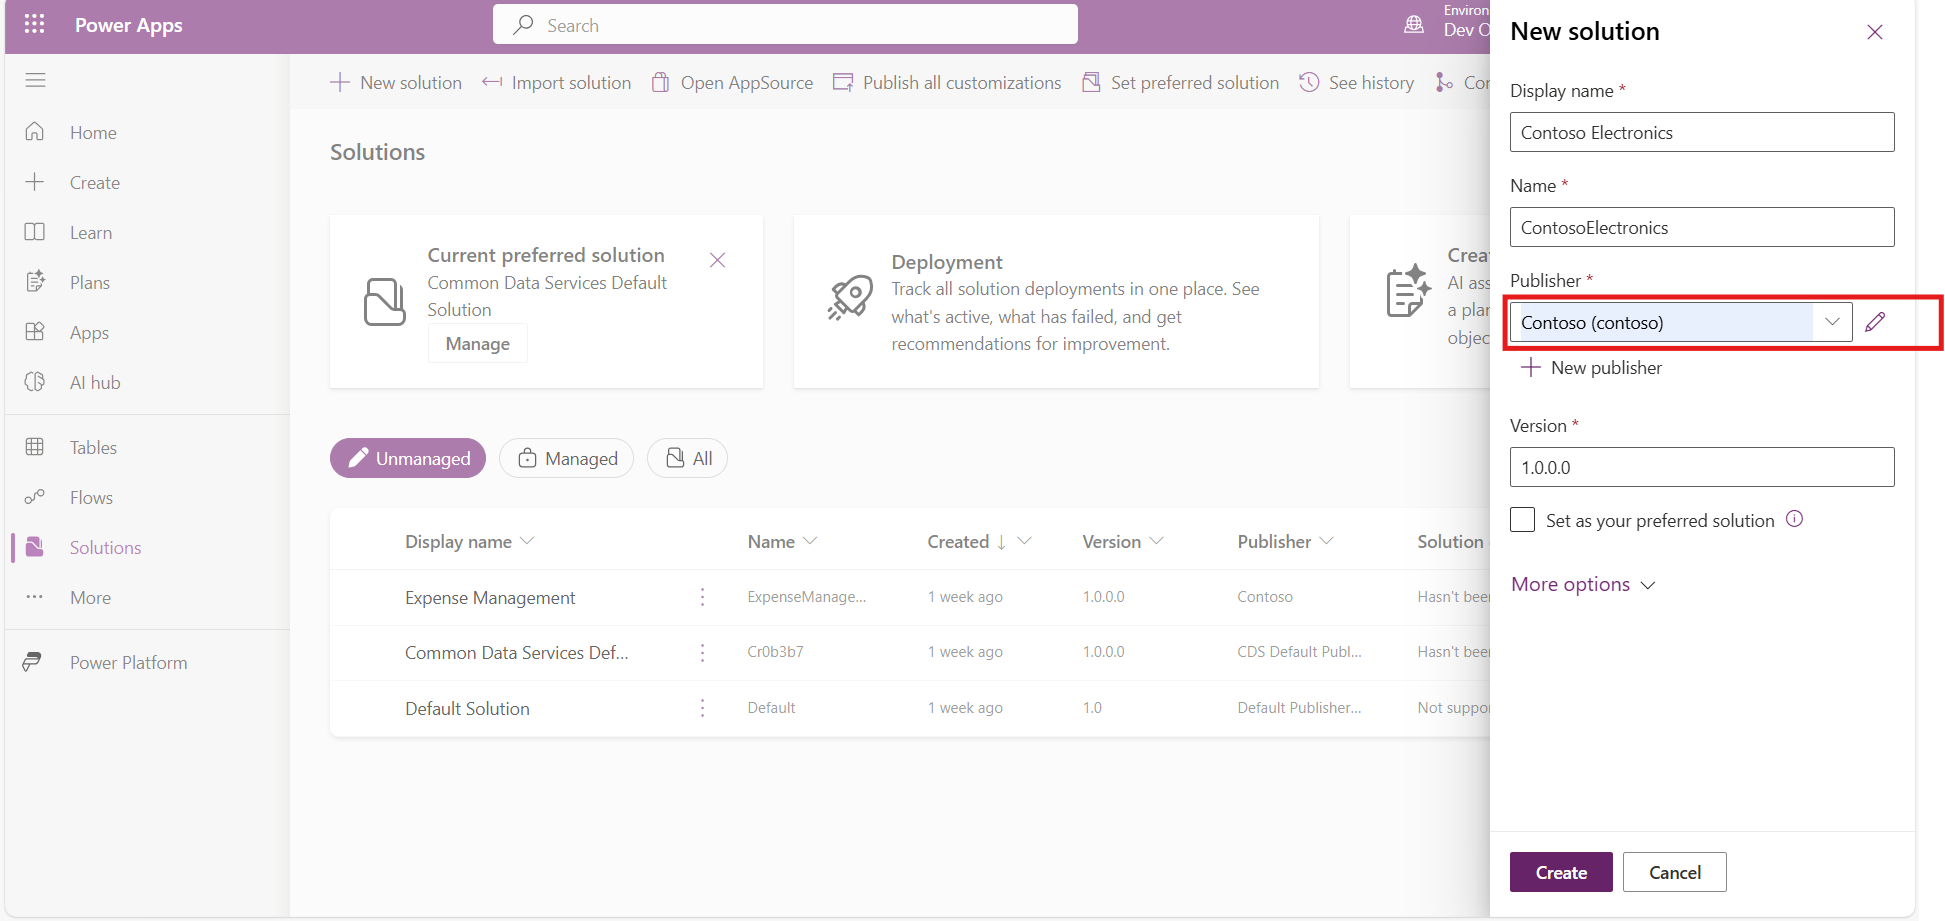 Power Apps
Search
Environ
Dev O
New solution
Import solution
Open AppSource
Publish all customizations
Set preferred solution
See history
Con
Home
Create
Learn
Plans
Apps
AI hub
Tables
Flows
Solutions
More
Power Platform
Solutions
Current preferred solution
Common Data Services Default
Solution
Manage
Deployment
Track all solution deployments in one place. See
what's active, what has failed, and get
recommendations for improvement.
Crea
AI ass
a plan
objec
Unmanaged
Managed
All
Display name
Name
Created
Version
Publisher
Solution
Expense Management
ExpenseManage...
1 week ago
1.0.0.0
Contoso
Hasn't been
Common Data Services Def...
Cr0b3b7
1 week ago
1.0.0.0
CDS Default Publ...
Hasn't been
Default Solution
Default
1 week ago
1.0
Default Publisher...
Not suppo
New solution
Display name *
Contoso Electronics
Name *
ContosoElectronics
Publisher *
Contoso (contoso)
New publisher
Version *
1.0.0.0
Set as your preferred solution
More options
Create
Cancel